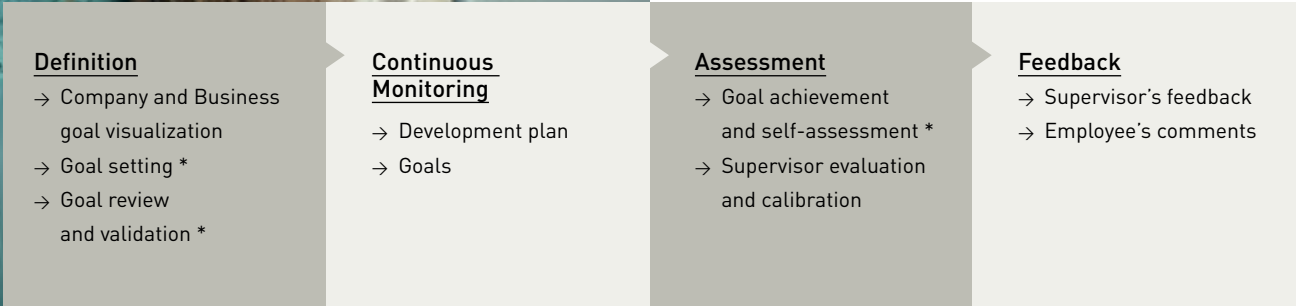 Definition
→ Company and Business
goal visualization
→ Goal setting *
→ Goal review
and validation *
Continuous
Monitoring
→ Development plan
→ Goals
Assessment
→ Goal achievement
and self-assessment *
→ Supervisor evaluation
and calibration
Feedback
→ Supervisor’s feedback
→ Employee’s comments